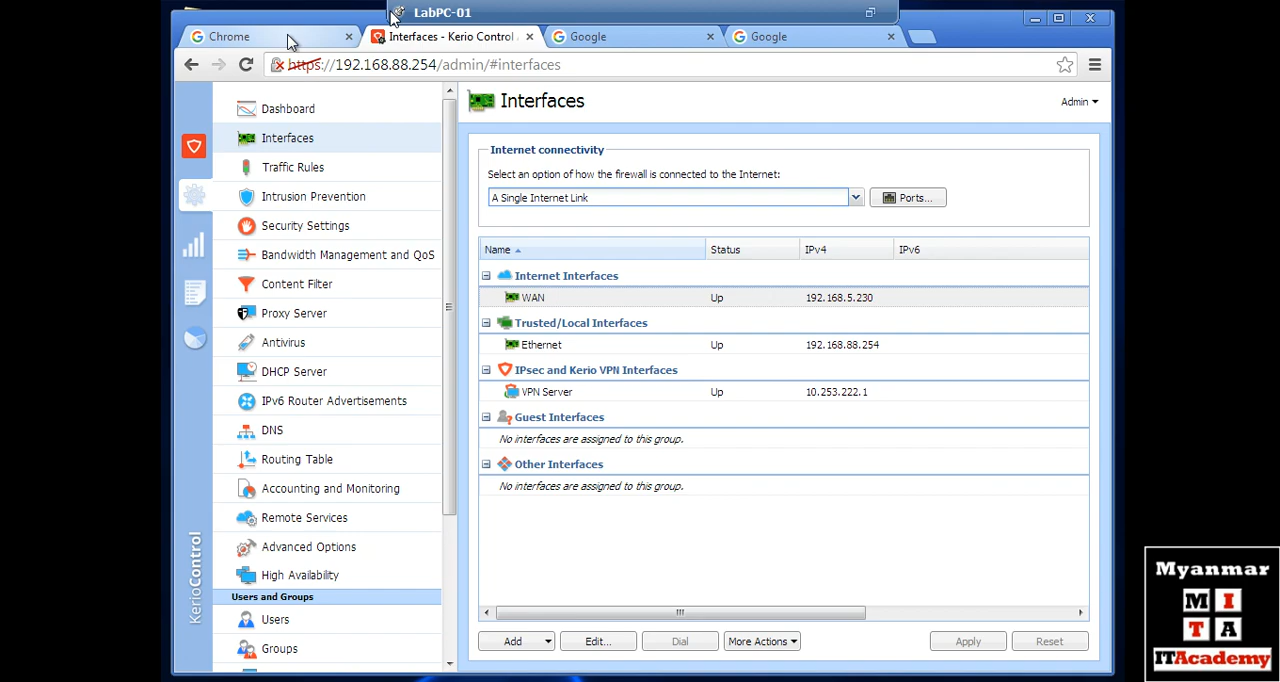 LabPC-01
Chrome
Interfaces - Kerio Control
Google
Google
https://192.168.88.254/admin/#interfaces
Dashboard
Interfaces
Traffic Rules
Intrusion Prevention
Security Settings
Bandwidth Management and QoS
Content Filter
Proxy Server
Antivirus
DHCP Server
IPv6 Router Advertisements
DNS
Routing Table
Accounting and Monitoring
Remote Services
Advanced Options
High Availability
Users and Groups
Users
Groups
KerioControl
Interfaces
Admin
Internet connectivity
Select an option of how the firewall is connected to the Internet:
A Single Internet Link
Ports...
Name Status IPv4 IPv6
Internet Interfaces
WAN Up 192.168.5.230
Trusted/Local Interfaces
Ethernet Up 192.168.88.254
IPsec and Kerio VPN Interfaces
VPN Server Up 10.253.222.1
Guest Interfaces
No interfaces are assigned to this group.
Other Interfaces
No interfaces are assigned to this group.
Add Edit... Dial More Actions Apply Reset
Myanmar
M I
T A
ITAcademy